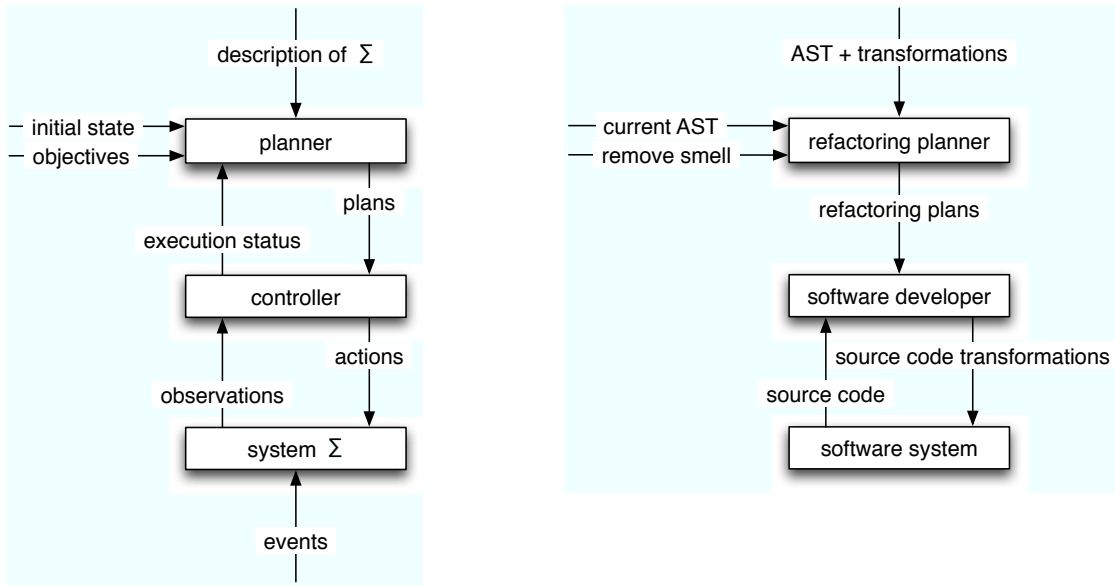 description of Σ
initial state
objectives
planner
plans
execution status
controller
actions
observations
system Σ
events
AST + transformations
current AST
remove smell
refactoring planner
refactoring plans
software developer
source code transformations
source code
software system